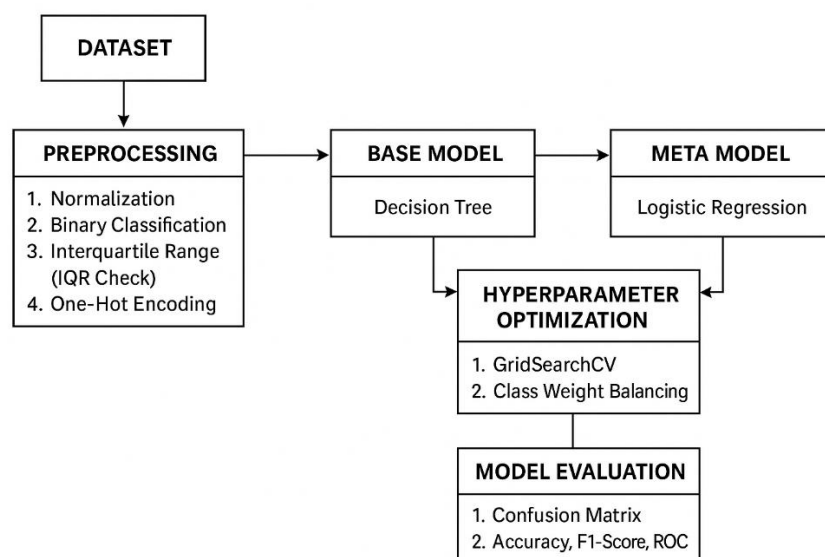 DATASET
PREPROCESSING
1. Normalization
2. Binary Classification
3. Interquartile Range
(IQR Check)
4. One-Hot Encoding
BASE MODEL
Decision Tree
META MODEL
Logistic Regression
HYPERPARAMETER
OPTIMIZATION
1. GridSearchCV
2. Class Weight Balancing
MODEL EVALUATION
1. Confusion Matrix
2. Accuracy, F1-Score, ROC